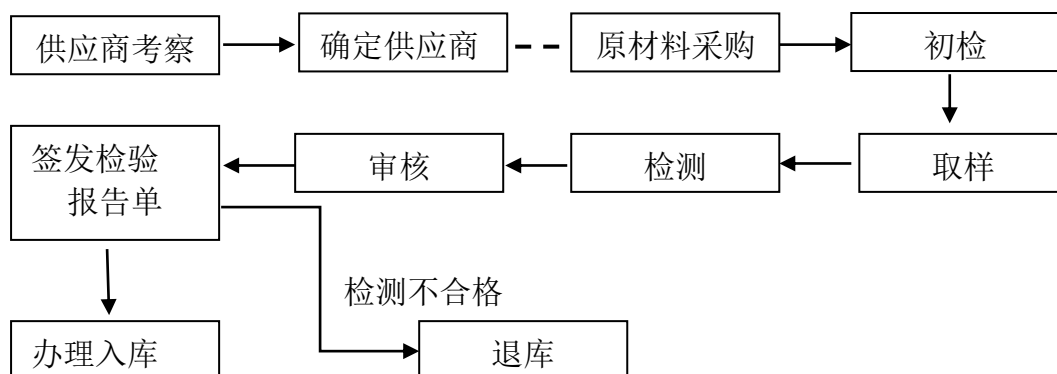 供应商考察
确定供应商
原材料采购
初检
取样
检测
审核
签发检验
报告单
检测不合格
办理入库
退库